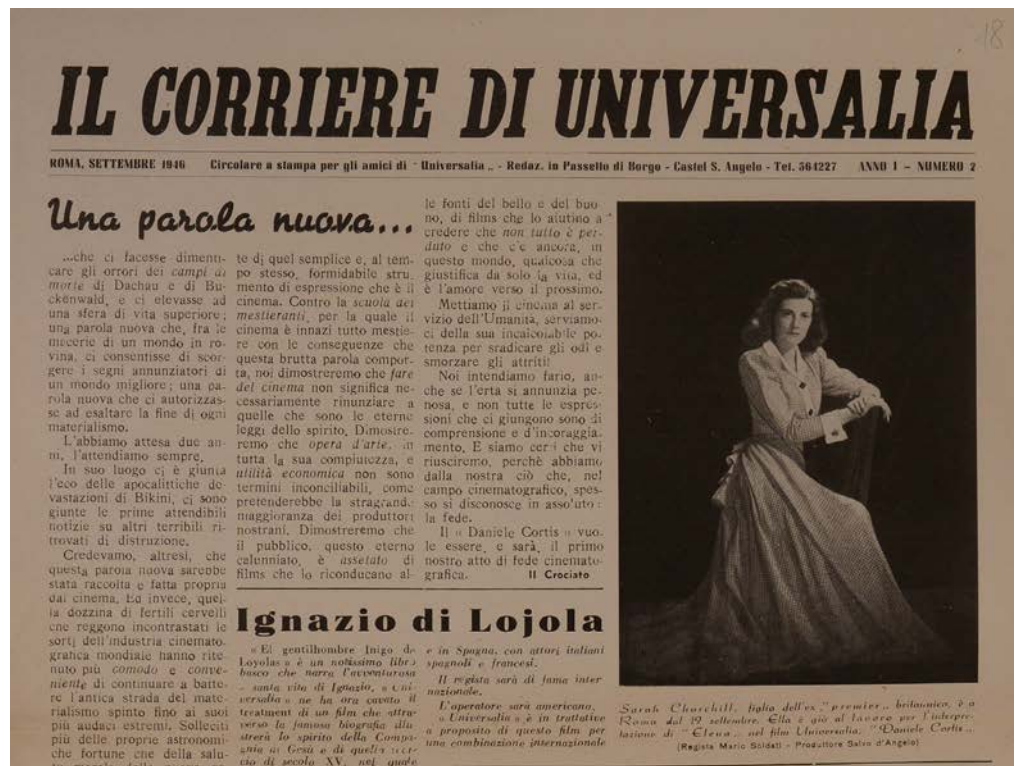 18
IL CORRIERE DI UNIVERSALIA
ROMA, SETTEMBRE 1946 Circolare a stampa per gli amici di " Universalia „ - Redaz. in Passetto di Borgo - Castel S. Angelo - Tel. 564227 ANNO I - NUMERO 2
Una parola nuova...
...che ci facesse dimenti-
care gli orrori dei campi di
morte di Dachau e di Bu-
ckenwald, e ci elevasse ad
una sfera di vita superiore;
una parola nuova che, fra le
macerie di un mondo in ro-
vina, ci consentisse di scor-
gere i segni annunziatori di
un mondo migliore; una pa-
rola nuova che ci autorizzas-
se ad esaltare la fine di ogni
materialismo.
L'abbiamo attesa due an-
ni, l'attendiamo sempre.
In suo luogo ci è giunta
l'eco delle apocalittiche de-
vastazioni di Bikini, ci sono
giunte le prime attendibili
notizie su altri terribili ri-
trovati di distruzione.
Credevamo, altresì, che
questa parola nuova sarebbe
stata raccolta e fatta propria
dal cinema. Ed invece, quel-
la dozzina di fertili cervelli
che reggono incontrastati le
sorti dell'industria cinemato-
grafica mondiale hanno rite-
nuto più comodo e conve-
niente di continuare a batte-
re l'antica strada del mate-
rialismo spinto fino ai suoi
più audaci estremi. Solleciti
più delle proprie astronomi-
che fortune che della salu-
te di quel semplice e, al tem-
po stesso, formidabile stru-
mento di espressione che è il
cinema. Contro la scuola dei
mestieranti, per la quale il
cinema è innazi tutto mestie-
re con le conseguenze che
questa brutta parola compor-
ta, noi dimostreremo che fare
del cinema non significa ne-
cessariamente rinunziare a
quelle che sono le eterne
leggi dello spirito. Dimostre-
remo che opera d'arte, in
tutta la sua compiutezza, e
utilità economica non sono
termini inconciliabili, come
pretenderebbe la stragrande
maggioranza dei produttori
nostrani. Dimostreremo che
il pubblico, questo eterno
calunniato, è assetato di
films che lo riconducano al-
le fonti del bello e del buo-
no, di films che lo aiutino a
credere che non tutto è per-
duto e che c'è ancora, in
questo mondo, qualcosa che
giustifica da solo la vita, ed
è l'amore verso il prossimo.
Mettiamo il cinema al ser-
vizio dell'Umanità, serviamo-
ci della sua incalcolabile po-
tenza per sradicare gli odi e
smorzare gli attriti!
Noi intendiamo farlo, an-
che se l'erta si annunzia pe-
nosa, e non tutte le espres-
sioni che ci giungono sono di
comprensione e d'incoraggia-
mento. E siamo certi che vi
riusciremo, perchè abbiamo
dalla nostra ciò che, nel
campo cinematografico, spes-
so si disconosce in assoluto:
la fede.
Il « Daniele Cortis » vuo-
le essere, e sarà, il primo
nostro atto di fede cinemato-
grafica. Il Crociato
Ignazio di Lojola
« El gentilhombre Inigo de
Loyolas » è un notissimo libro
basco che narra l'avventurosa
e santa vita di Ignazio. « Uni-
versalia » ne ha ora cavato il
treatment di un film che attra-
verso la famosa biografia illu-
strerà lo spirito della Compa-
gnia di Gesù e di quello scor-
cio di secolo XV, nel quale
e in Spagna, con attori italiani
spagnoli e francesi.
Il regista sarà di fama inter
nazionale.
L'operatore sarà americano.
« Universalia » è in trattative
a proposito di questo film per
una combinazione internazionale
Sarah Churchill, figlia dell'ex "premier„ britannico, è a
Roma dal 19 settembre. Ella è già al lavoro per l'interpre-
tazione di "Elena„ nel film Universalia, "Daniele Cortis„
(Regista Mario Soldati - Produttore Salvo d'Angelo)